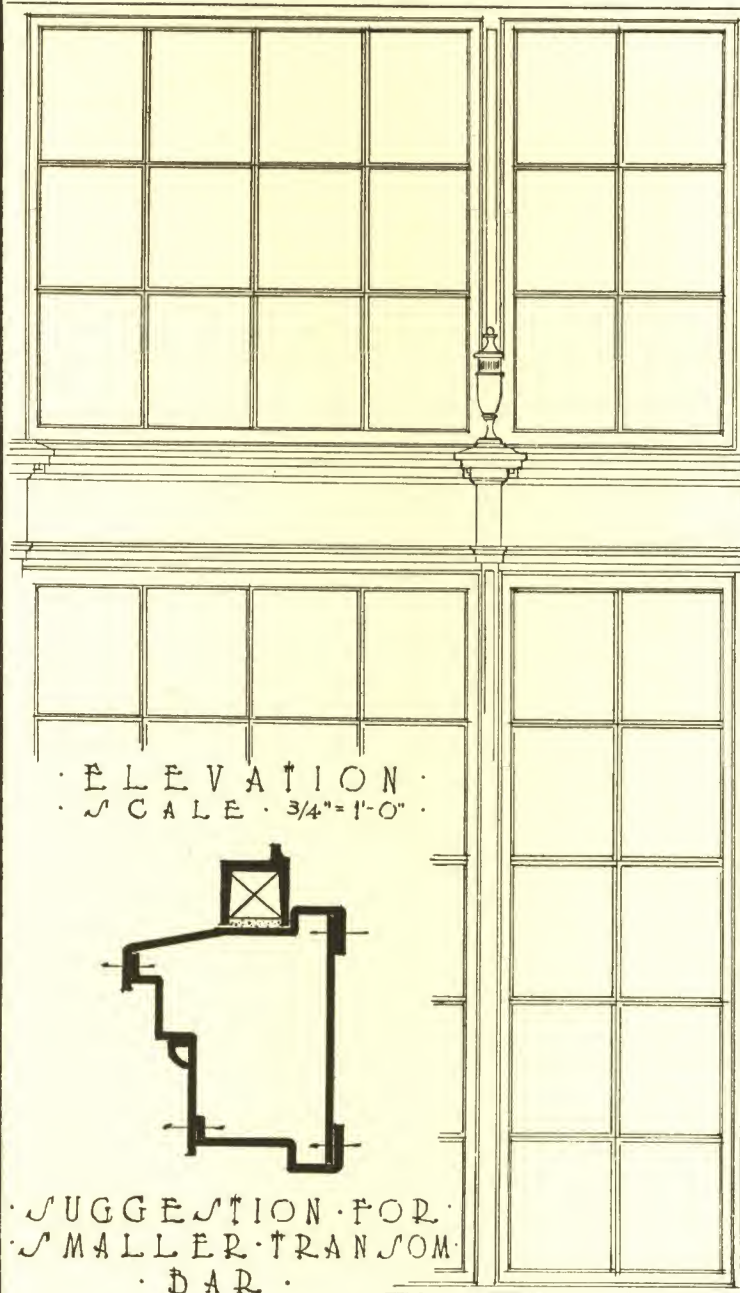 · ELEVATION ·
· SCALE · 3/4" = 1'-0" ·
· SUGGESTION · FOR ·
· SMALLER · TRANSOM ·
· BAR ·